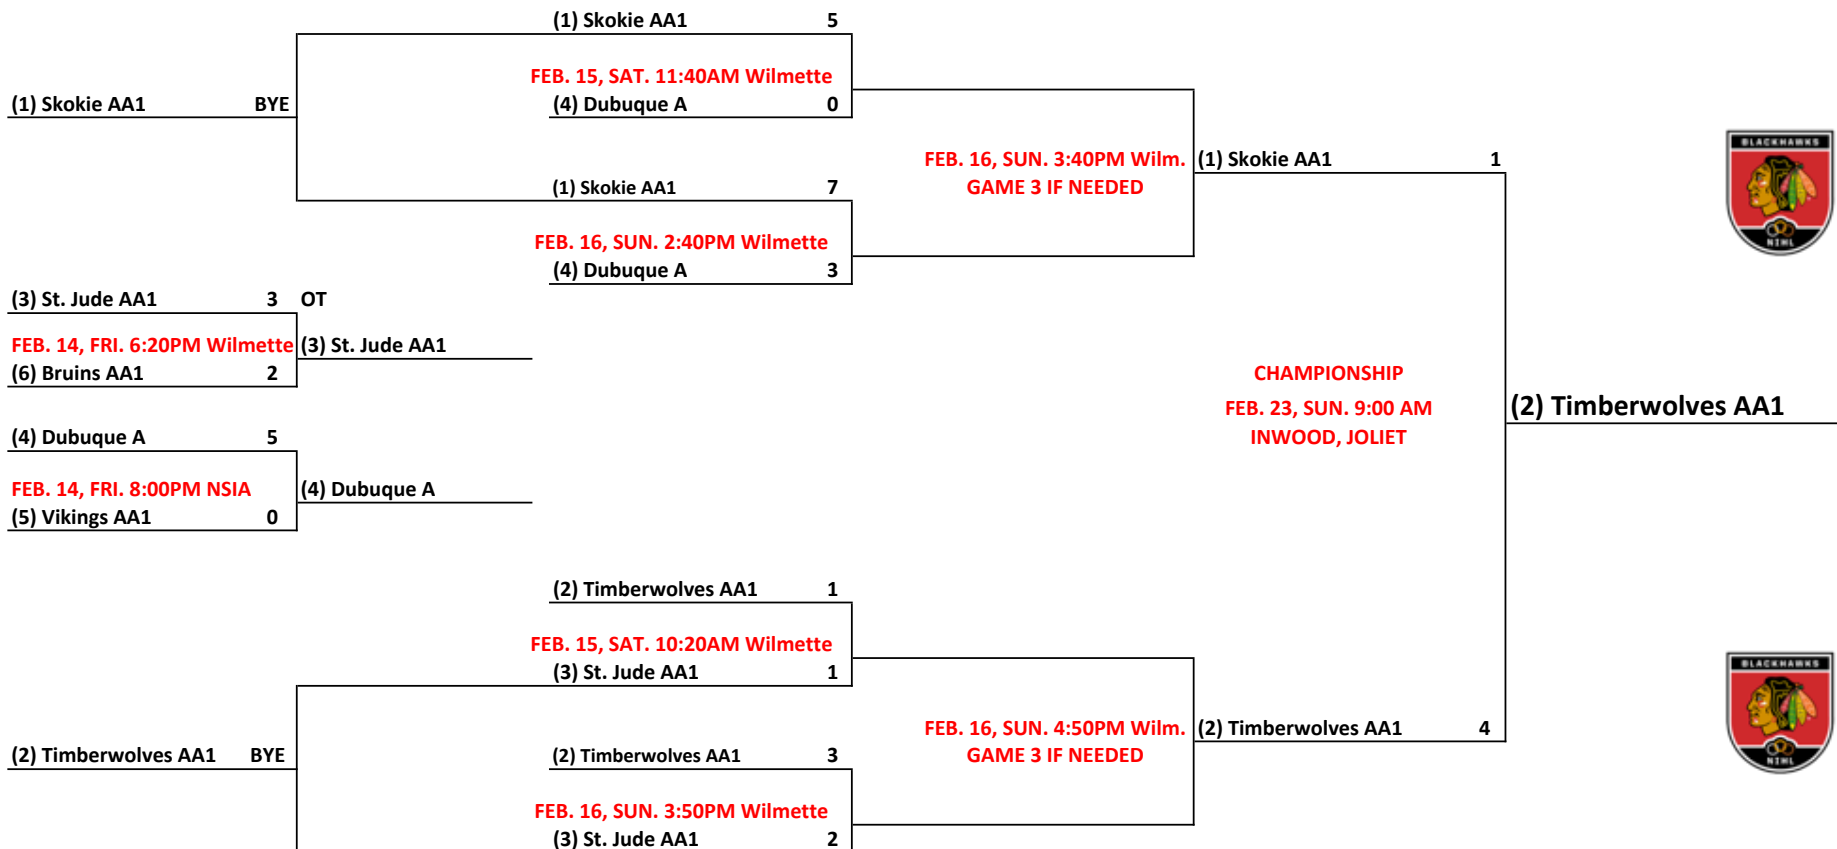 (1) Skokie AA1 5
FEB. 15, SAT. 11:40AM Wilmette
(1) Skokie AA1 BYE
(4) Dubuque A 0
FEB. 16, SUN. 3:40PM Wilm.
GAME 3 IF NEEDED
(1) Skokie AA1 1
(1) Skokie AA1 7
FEB. 16, SUN. 2:40PM Wilmette
(4) Dubuque A 3
(3) St. Jude AA1 3 OT
FEB. 14, FRI. 6:20PM Wilmette
(3) St. Jude AA1
(6) Bruins AA1 2
CHAMPIONSHIP
FEB. 23, SUN. 9:00 AM
INWOOD, JOLIET
(2) Timberwolves AA1
(4) Dubuque A 5
FEB. 14, FRI. 8:00PM NSIA
(4) Dubuque A
(5) Vikings AA1 0
(2) Timberwolves AA1 1
FEB. 15, SAT. 10:20AM Wilmette
(3) St. Jude AA1 1
FEB. 16, SUN. 4:50PM Wilm.
GAME 3 IF NEEDED
(2) Timberwolves AA1 4
(2) Timberwolves AA1 BYE
(2) Timberwolves AA1 3
FEB. 16, SUN. 3:50PM Wilmette
(3) St. Jude AA1 2
BLACKHAWKS
NIHL
BLACKHAWKS
NIHL